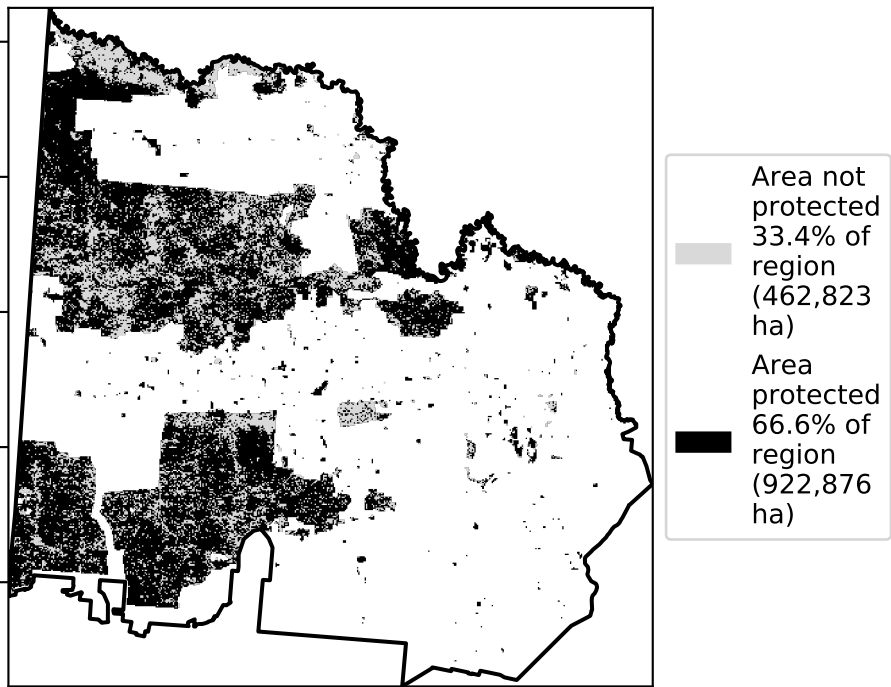 Area not
protected
33.4% of
region
(462,823
ha)
Area
protected
66.6% of
region
(922,876
ha)